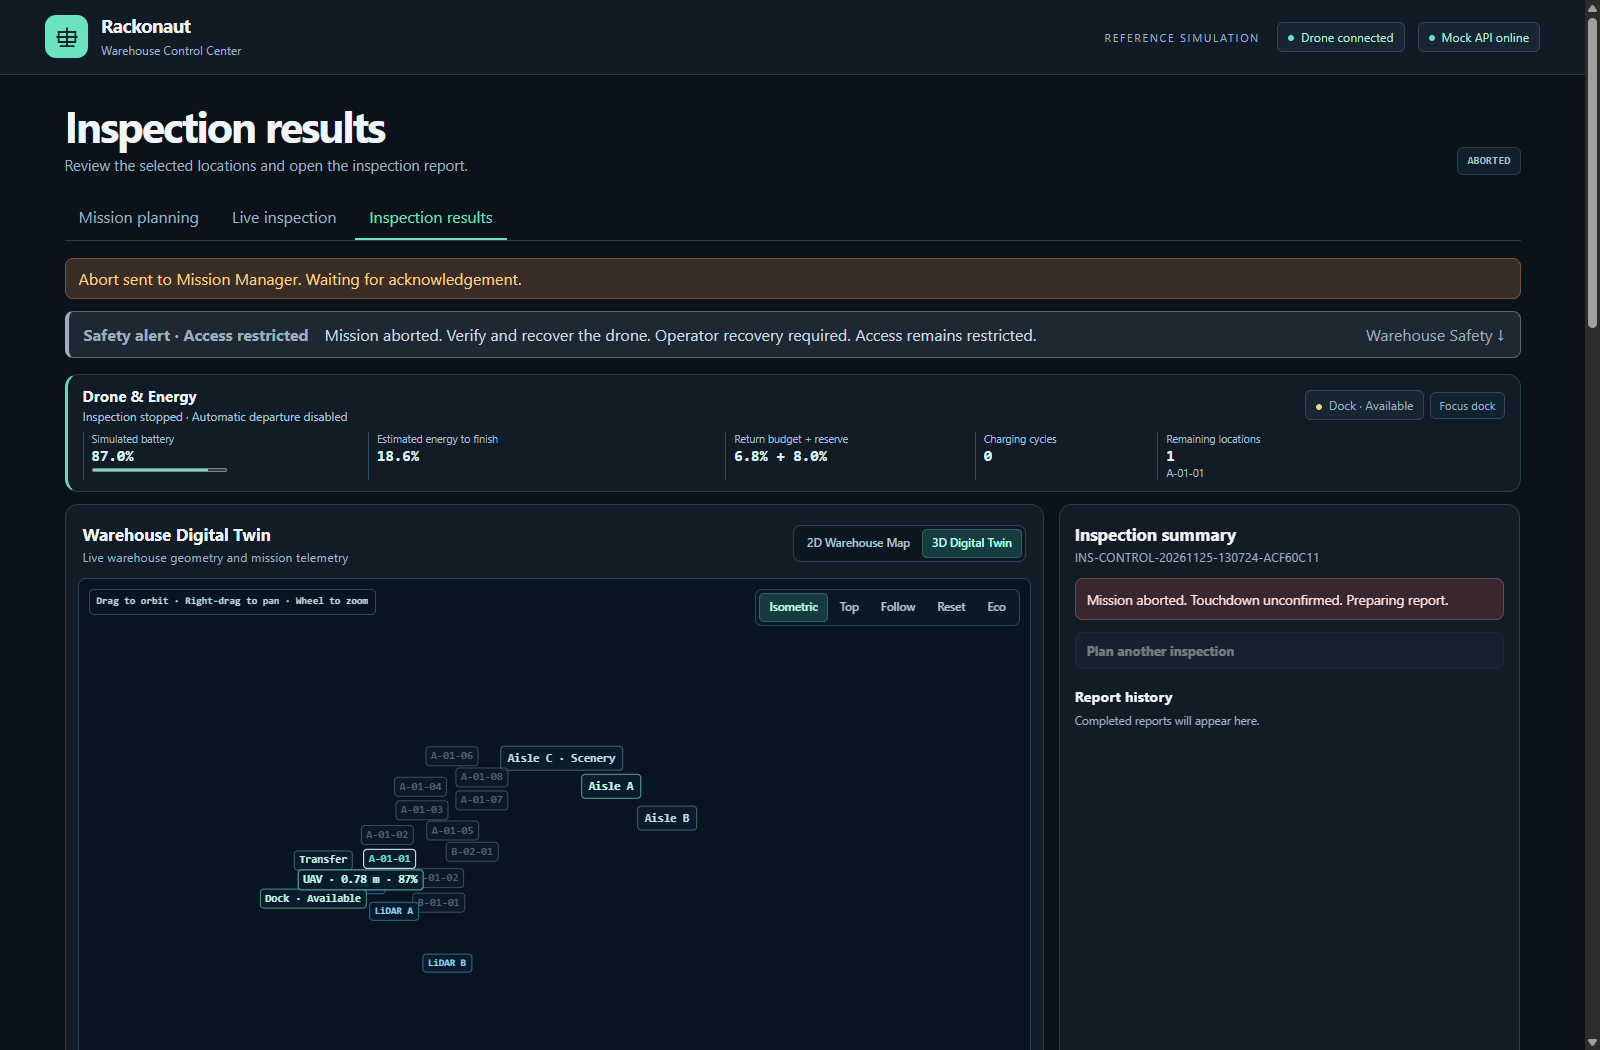 Rackonaut
Warehouse Control Center
REFERENCE SIMULATION
Drone connected
Mock API online
Inspection results
Review the selected locations and open the inspection report.
ABORTED
Mission planning
Live inspection
Inspection results
Abort sent to Mission Manager. Waiting for acknowledgement.
Safety alert · Access restricted Mission aborted. Verify and recover the drone. Operator recovery required. Access remains restricted.
Warehouse Safety ↓
Drone & Energy
Inspection stopped · Automatic departure disabled
Dock · Available
Focus dock
Simulated battery
87.0%
Estimated energy to finish
18.6%
Return budget + reserve
6.8% + 8.0%
Charging cycles
0
Remaining locations
1
A-01-01
Warehouse Digital Twin
Live warehouse geometry and mission telemetry
2D Warehouse Map
3D Digital Twin
Drag to orbit · Right-drag to pan · Wheel to zoom
Isometric
Top
Follow
Reset
Eco
A-01-06
Aisle C · Scenery
A-01-08
A-01-04
Aisle A
A-01-07
A-01-03
Aisle B
A-01-05
A-01-02
B-02-01
Transfer
A-01-01
UAV · 0.78 m · 87%
-01-02
Dock · Available
B-01-01
LiDAR A
LiDAR B
Inspection summary
INS-CONTROL-20261125-130724-ACF60C11
Mission aborted. Touchdown unconfirmed. Preparing report.
Plan another inspection
Report history
Completed reports will appear here.